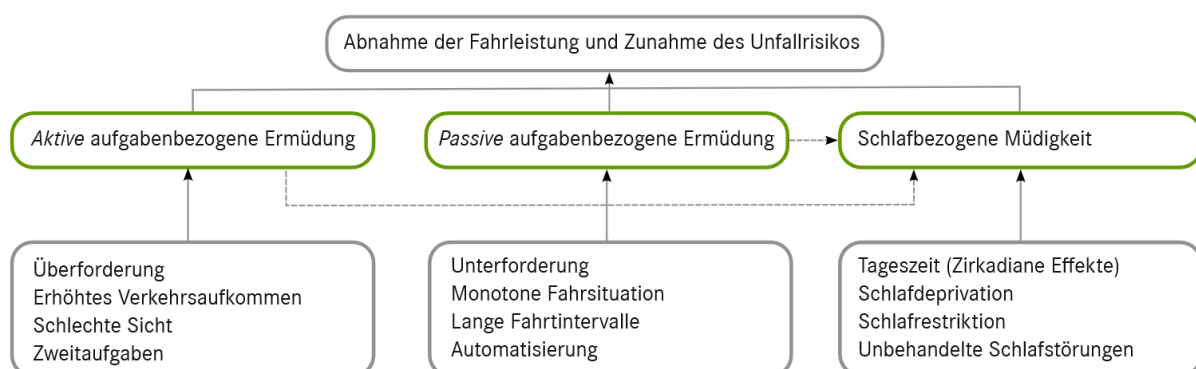 Abnahme der Fahrleistung und Zunahme des Unfallrisikos
Aktive aufgabenbezogene Ermüdung
Passive aufgabenbezogene Ermüdung
Schlafbezogene Müdigkeit
Überforderung
Erhöhtes Verkehrsaufkommen
Schlechte Sicht
Zweitaufgaben
Unterforderung
Monotone Fahrsituation
Lange Fahrtintervalle
Automatisierung
Tageszeit (Zirkadiane Effekte)
Schlafdeprivation
Schlafrestriktion
Unbehandelte Schlafstörungen